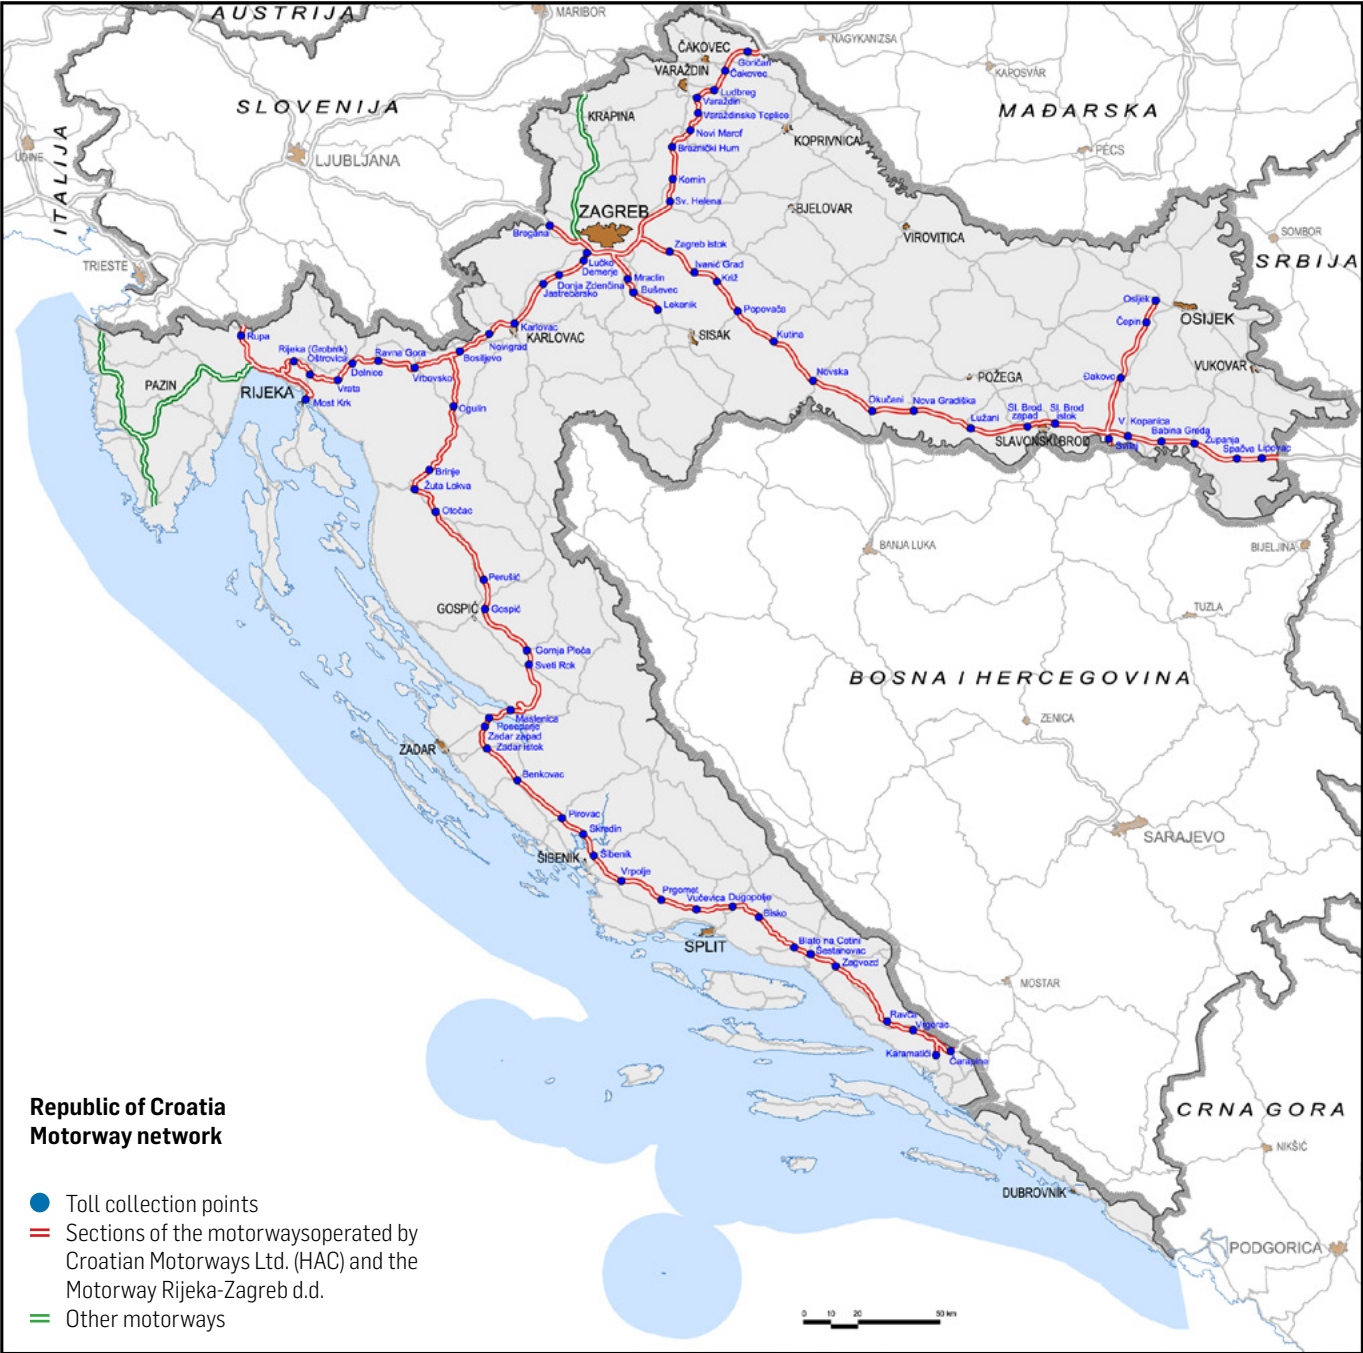 AUSTRIJA
MARIBOR
NAGYKANIZSA
ČAKOVEC
Goričan
Čakovec
VARAŽDIN
KAPOSVÁR
Ludbreg
Varaždin
SLOVENIJA
MAĐARSKA
KRAPINA
Varaždinske Toplice
Novi Marof
KOPRIVNICA
ITALIJA
UDINE
LJUBLJANA
Breznički Hum
PÉCS
Komin
Sv. Helena
ZAGREB
BJELOVAR
Bregana
VIROVITICA
SOMBOR
Zagreb Istok
SRBIJA
TRIESTE
Lučko
Demerje
Ivanić Grad
Križ
Donja Zdenčina
Jastrebarsko
Mraclin
Buševec
Lekenik
Popovača
Osijek
OSIJEK
Čepin
Karlovac
KARLOVAC
SISAK
Kutina
Rupa
Novigrad
Bosiljevo
Rijeka (Grobnik)
Oštrovica
Ravna Gora
Delnice
Vrbovsko
Vrata
VUKOVAR
PAZIN
RIJEKA
Most Krk
POŽEGA
Đakovo
Novska
Ogulin
Okučani
Nova Gradiška
Lužani
Sl. Brod
zapad
Sl. Brod
istok
SLAVONSKI BROD
V. Kopanica
Babina Greda
Županja
Sviilaj
Spačva
Lipovac
Brinje
Žuta Lokva
Otočac
BANJA LUKA
BIJELJINA
Perušić
GOSPIĆ
Gospić
TUZLA
Gornja Ploča
Sveti Rok
BOSNA I HERCEGOVINA
Maslenica
Posedarje
Zadar zapad
Zadar istok
ZADAR
ZENICA
Benkovac
Pirovac
Skradin
SARAJEVO
ŠIBENIK
Šibenik
Vrpolje
Prgomet
Vučevica
Dugopolje
Bisko
SPLIT
Blato na Cetini
Šestanovac
Zagvozd
MOSTAR
Ravča
Vrgorac
Karamatići
Čarapine
Republic of Croatia
Motorway network
CRNA GORA
NIKŠIĆ
DUBROVNIK
Toll collection points
Sections of the motorwaysoperated by
Croatian Motorways Ltd. (HAC) and the
Motorway Rijeka-Zagreb d.d.
Other motorways
PODGORICA
0 10 20 50 km